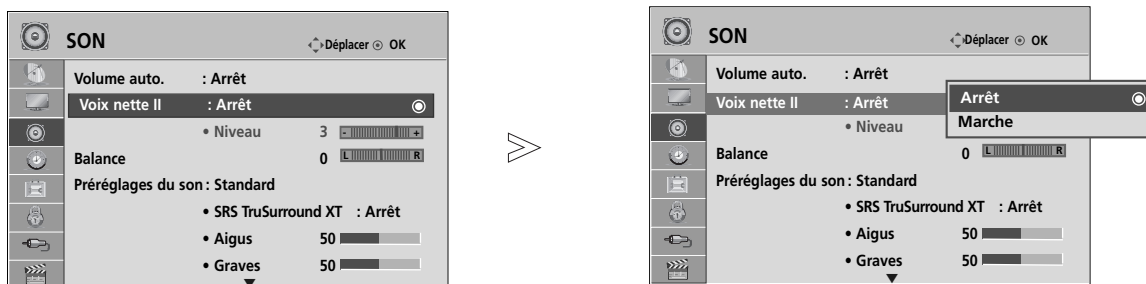 SON
Déplacer OK
Volume auto. : Arrêt
Voix nette II : Arrêt
• Niveau 3 - +
Balance 0 L R
Préréglages du son : Standard
• SRS TruSurround XT : Arrêt
• Aigus 50
• Graves 50
SON
Déplacer OK
Volume auto. : Arrêt
Voix nette II : Arrêt
Arrêt
Marche
• Niveau
Balance 0 L R
Préréglages du son : Standard
• SRS TruSurround XT : Arrêt
• Aigus 50
• Graves 50